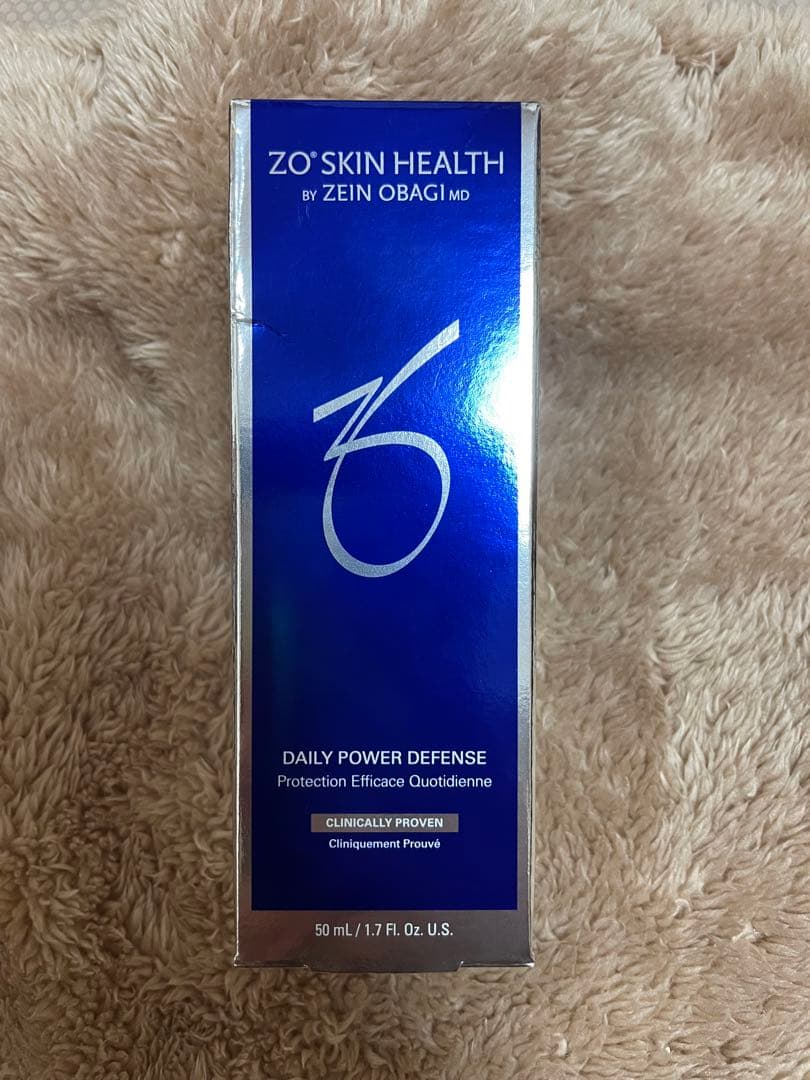 ZO® SKIN HEALTH
BY ZEIN OBAGI MD
ZO
DAILY POWER DEFENSE
Protection Efficace Quotidienne
CLINICALLY PROVEN
Cliniquement Prouvé
50 mL / 1.7 Fl. Oz. U.S.